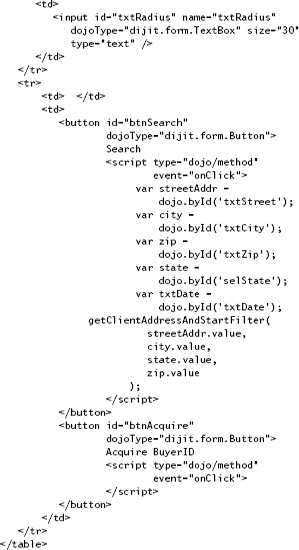 <td>
<input id="txtRadius" name="txtRadius"
dojoType="dijit.form.TextBox" size="30"
type="text" />
</td>
</tr>
<tr>
<td> </td>
<td>
<button id="btnSearch"
dojoType="dijit.form.Button">
Search
<script type="dojo/method"
event="onClick">
var streetAddr =
dojo.byId('txtStreet');
var city =
dojo.byId('txtCity');
var zip =
dojo.byId('txtZip');
var state =
dojo.byId('selState');
var txtDate =
dojo.byId('txtDate');
getClientAddressAndStartFilter(
streetAddr.value,
city.value,
state.value,
zip.value
);
</script>
</button>
<button id="btnAcquire"
dojoType="dijit.form.Button">
Acquire BuyerID
<script type="dojo/method"
event="onClick">
</script>
</button>
</td>
</tr>
</table>